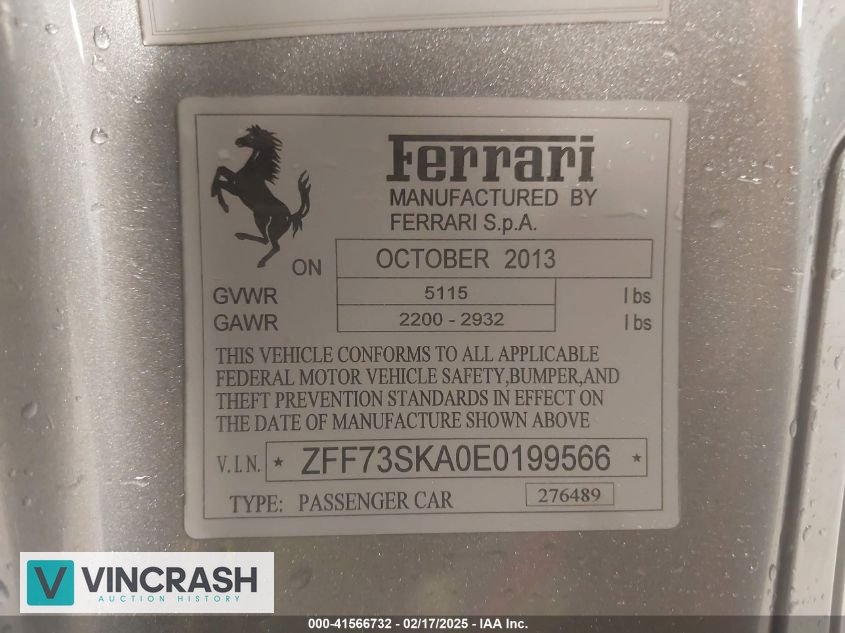 Ferrari
MANUFACTURED BY
FERRARI S.p.A.
ON OCTOBER 2013
GVWR 5115 lbs
GAWR 2200 - 2932 lbs
THIS VEHICLE CONFORMS TO ALL APPLICABLE
FEDERAL MOTOR VEHICLE SAFETY,BUMPER,AND
THEFT PREVENTION STANDARDS IN EFFECT ON
THE DATE OF MANUFACTURE SHOWN ABOVE
V.I.N. * ZFF73SKA0E0199566 *
TYPE: PASSENGER CAR 276489
VINCRASH
AUCTION HISTORY
000-41566732 - 02/17/2025 - IAA Inc.